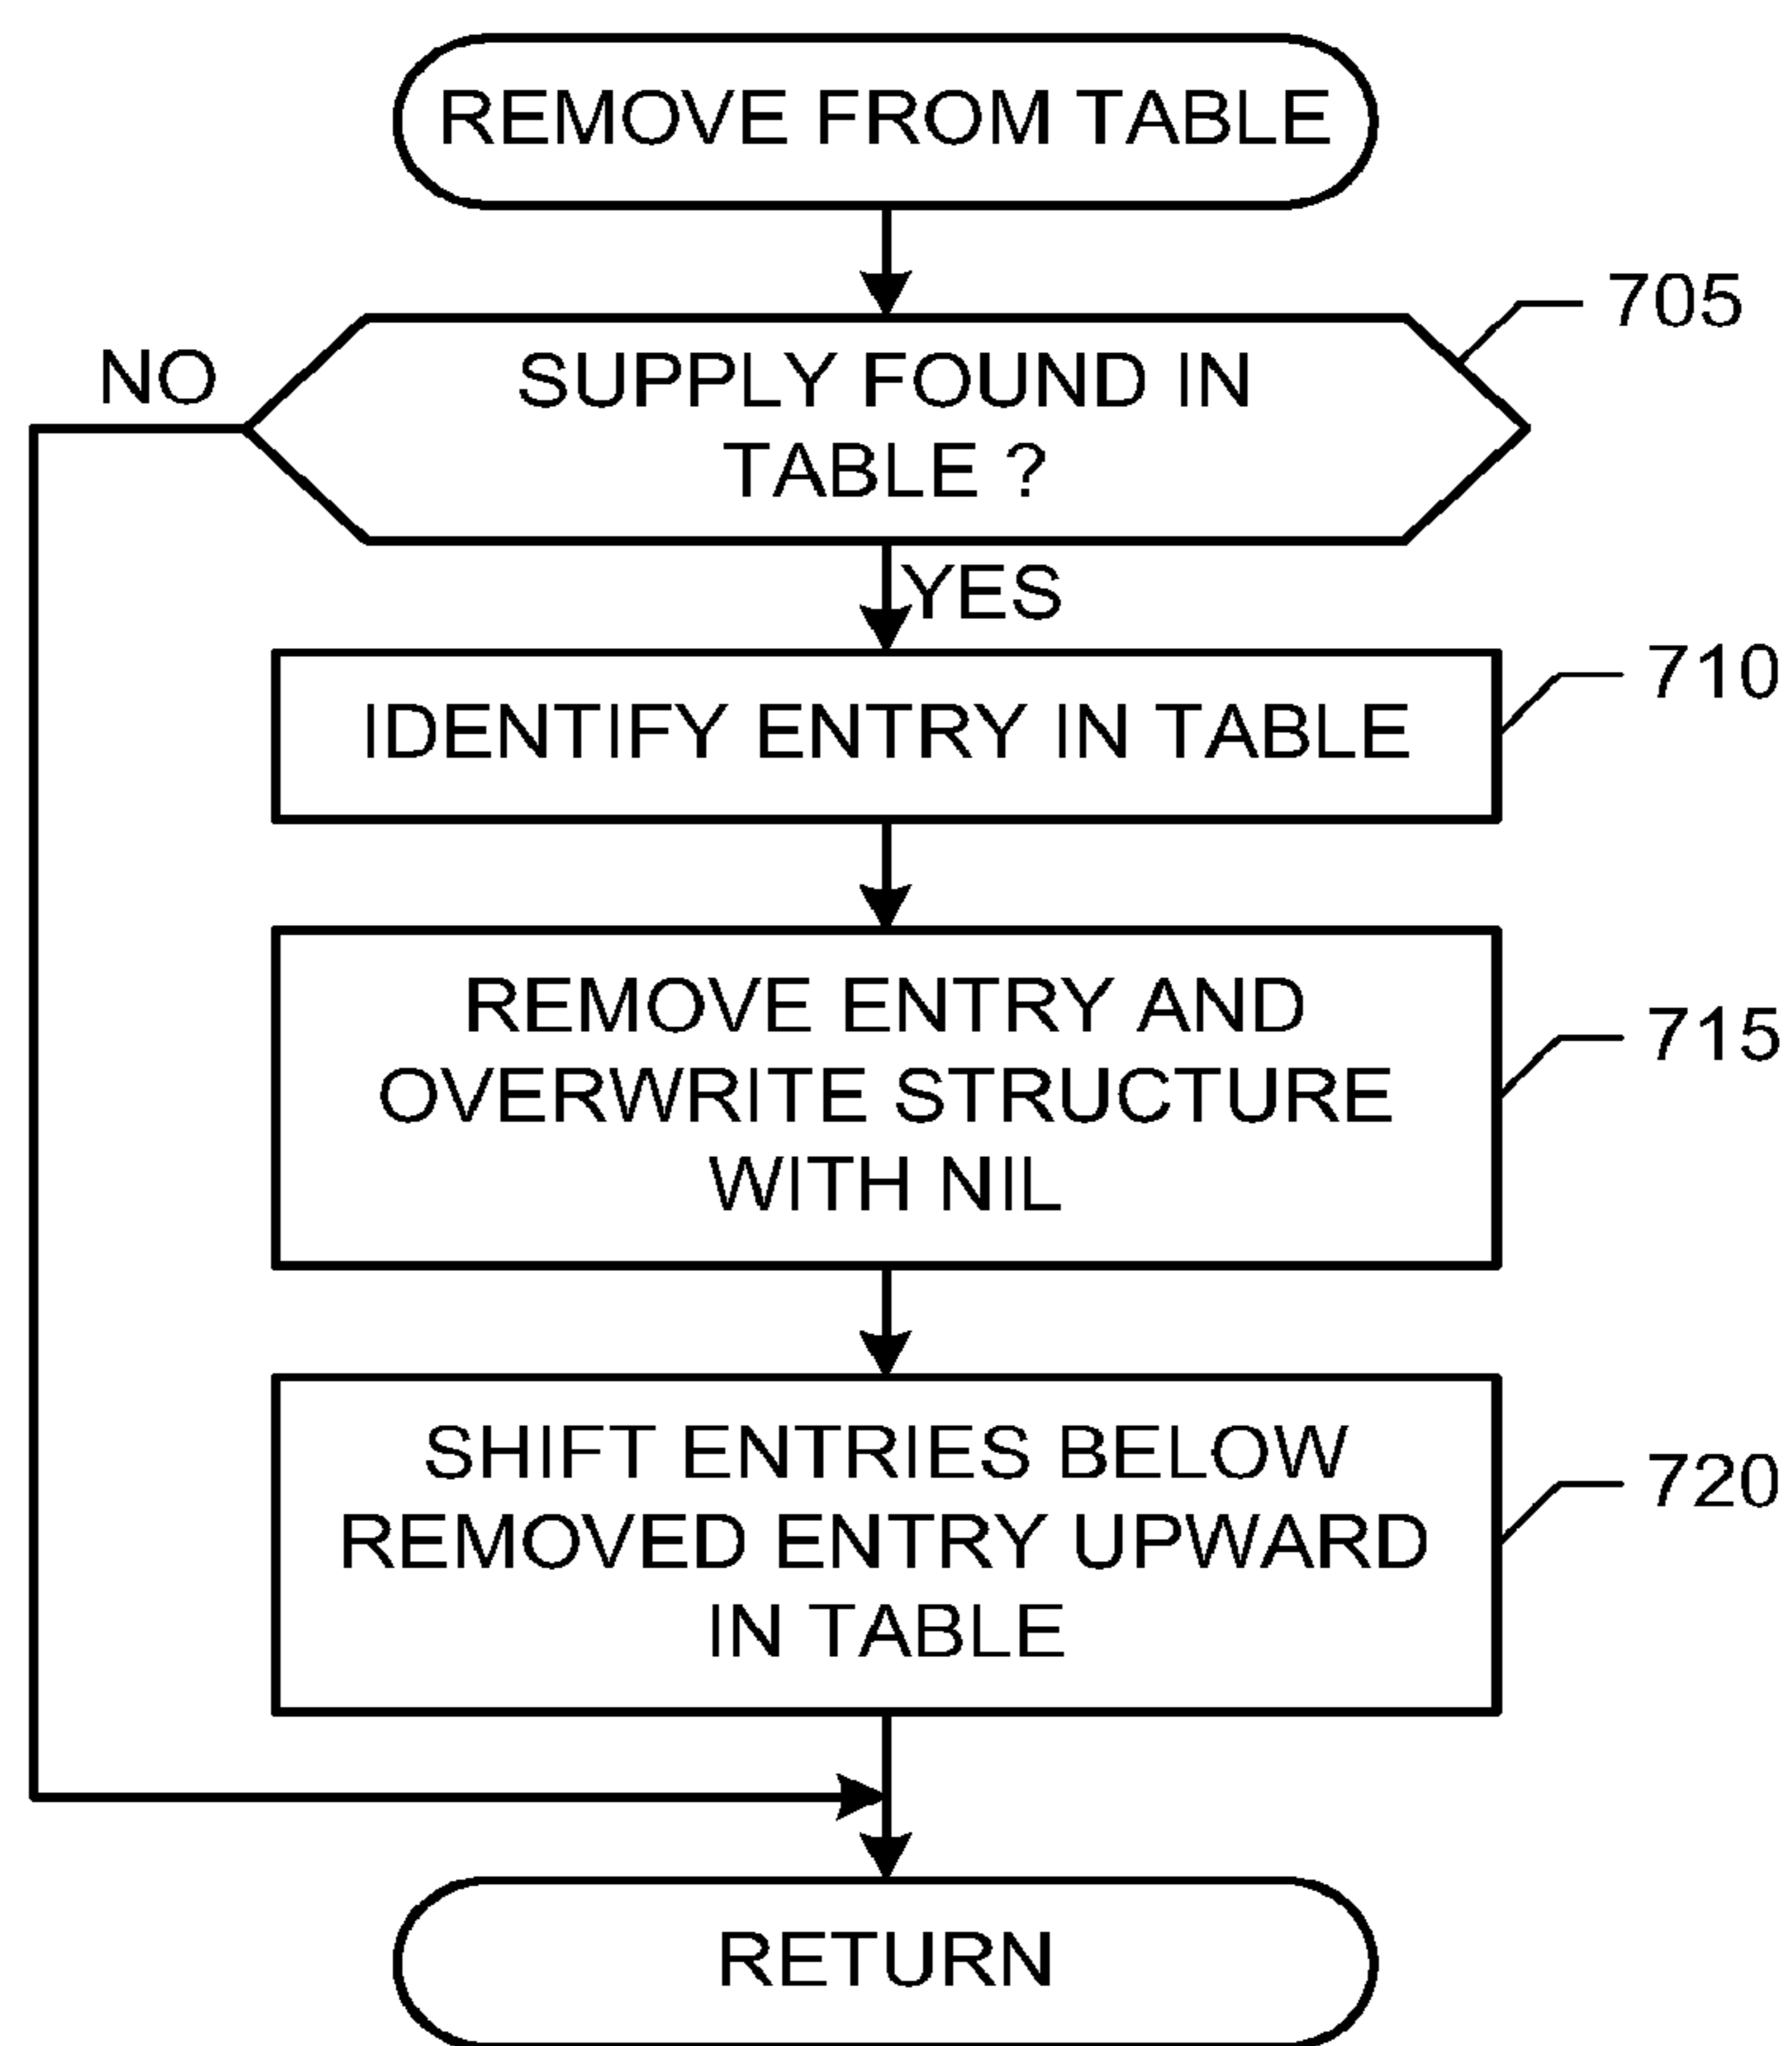 REMOVE FROM TABLE
705
NO
SUPPLY FOUND IN
TABLE ?
YES
710
IDENTIFY ENTRY IN TABLE
REMOVE ENTRY AND
715
OVERWRITE STRUCTURE
WITH NIL
SHIFT ENTRIES BELOW
720
REMOVED ENTRY UPWARD
IN TABLE
RETURN